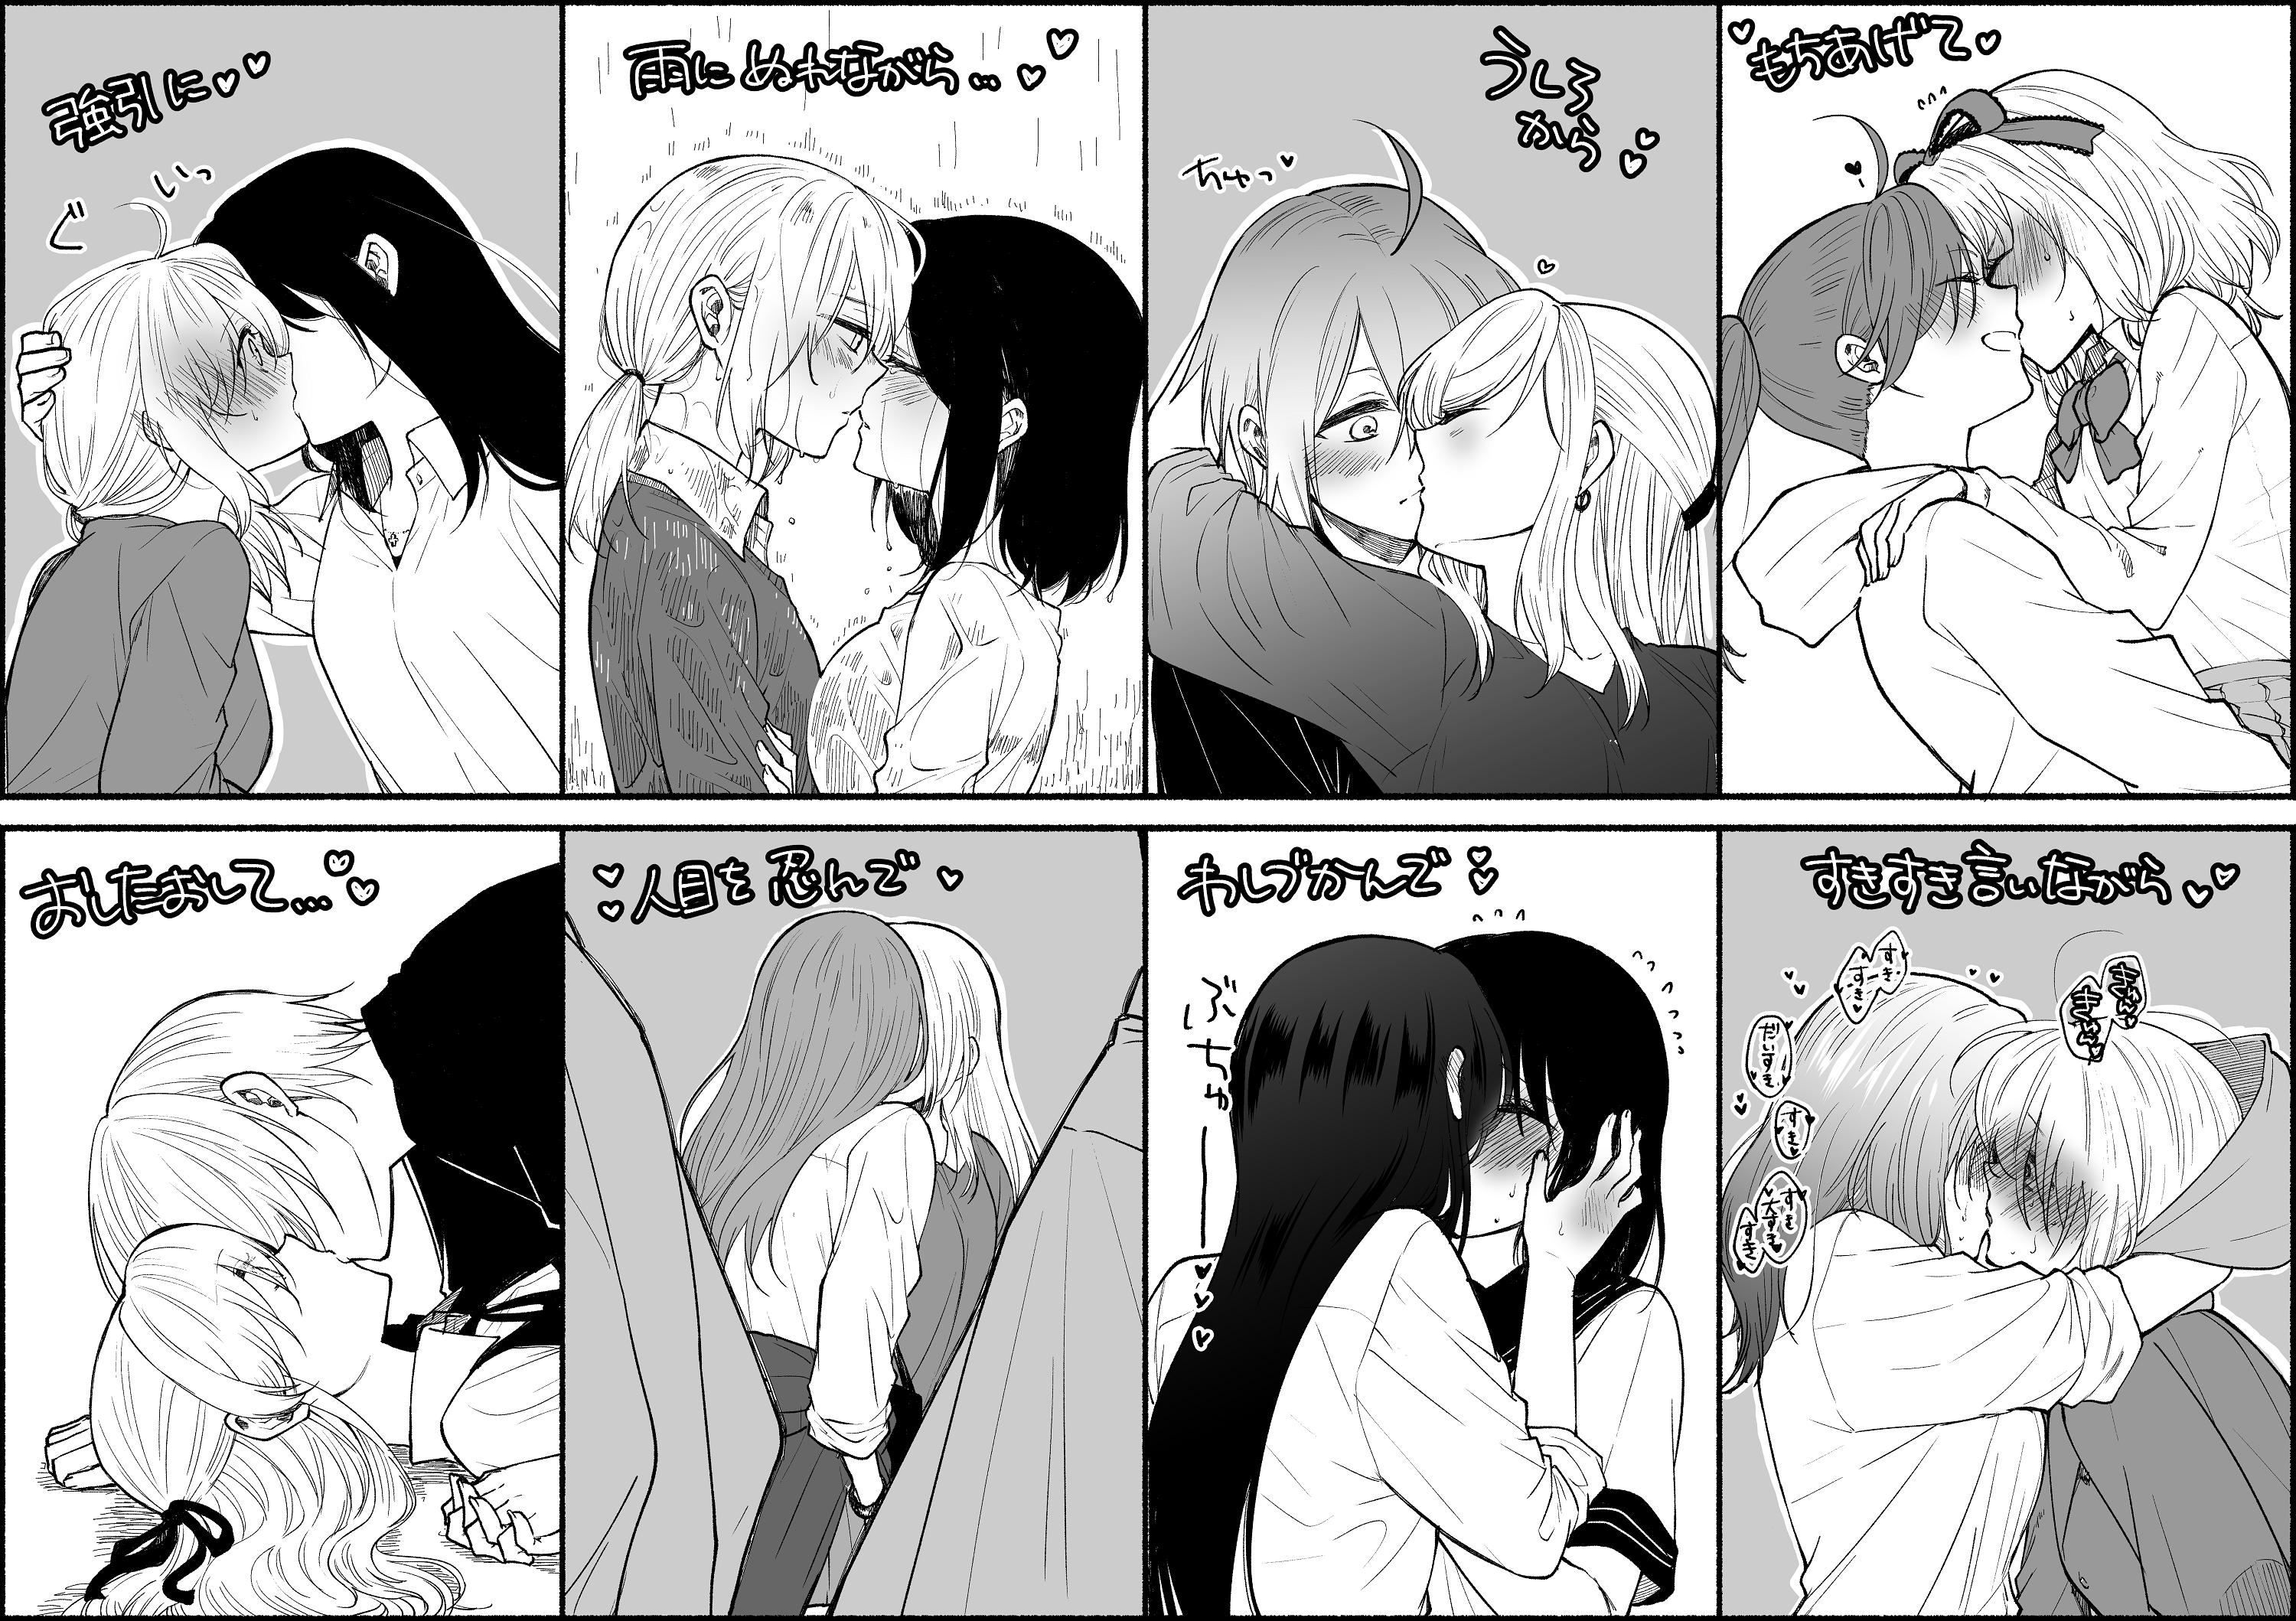 強引に♥♥
ぐ
いっ
雨にぬれながら…♥♥
うしろ
から♥♥
ちゅっ♥
♥もちあげて♥
おしたおして…♥♥
♥人目を忍んで♥
わしづかんで♥
ぶちゅ――♥♥♥
すきすき言いながら♥♥
すき
すーき
だいすき
すき
すき
大すき
すき